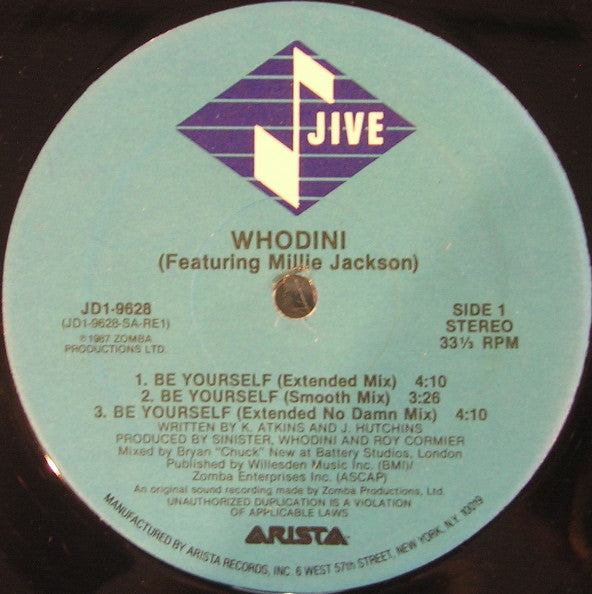 JIVE
WHODINI
(Featuring Millie Jackson)
JD1-9628
(JD1-9628-SA-RE1)
℗1987 ZOMBA
PRODUCTIONS LTD.
SIDE 1
STEREO
33⅓ RPM
1. BE YOURSELF (Extended Mix) 4:10
2. BE YOURSELF (Smooth Mix) 3:26
3. BE YOURSELF (Extended No Damn Mix) 4:10
WRITTEN BY K. ATKINS AND J. HUTCHINS
PRODUCED BY SINISTER, WHODINI AND ROY CORMIER
Mixed by Bryan "Chuck" New at Battery Studios, London
Published by Willesden Music Inc. (BMI)/
Zomba Enterprises Inc. (ASCAP)
An original sound recording made by Zomba Productions, Ltd.
UNAUTHORIZED DUPLICATION IS A VIOLATION
OF APPLICABLE LAWS
ARISTA
MANUFACTURED BY ARISTA RECORDS, INC. 6 WEST 57th STREET, NEW YORK, N.Y. 10019